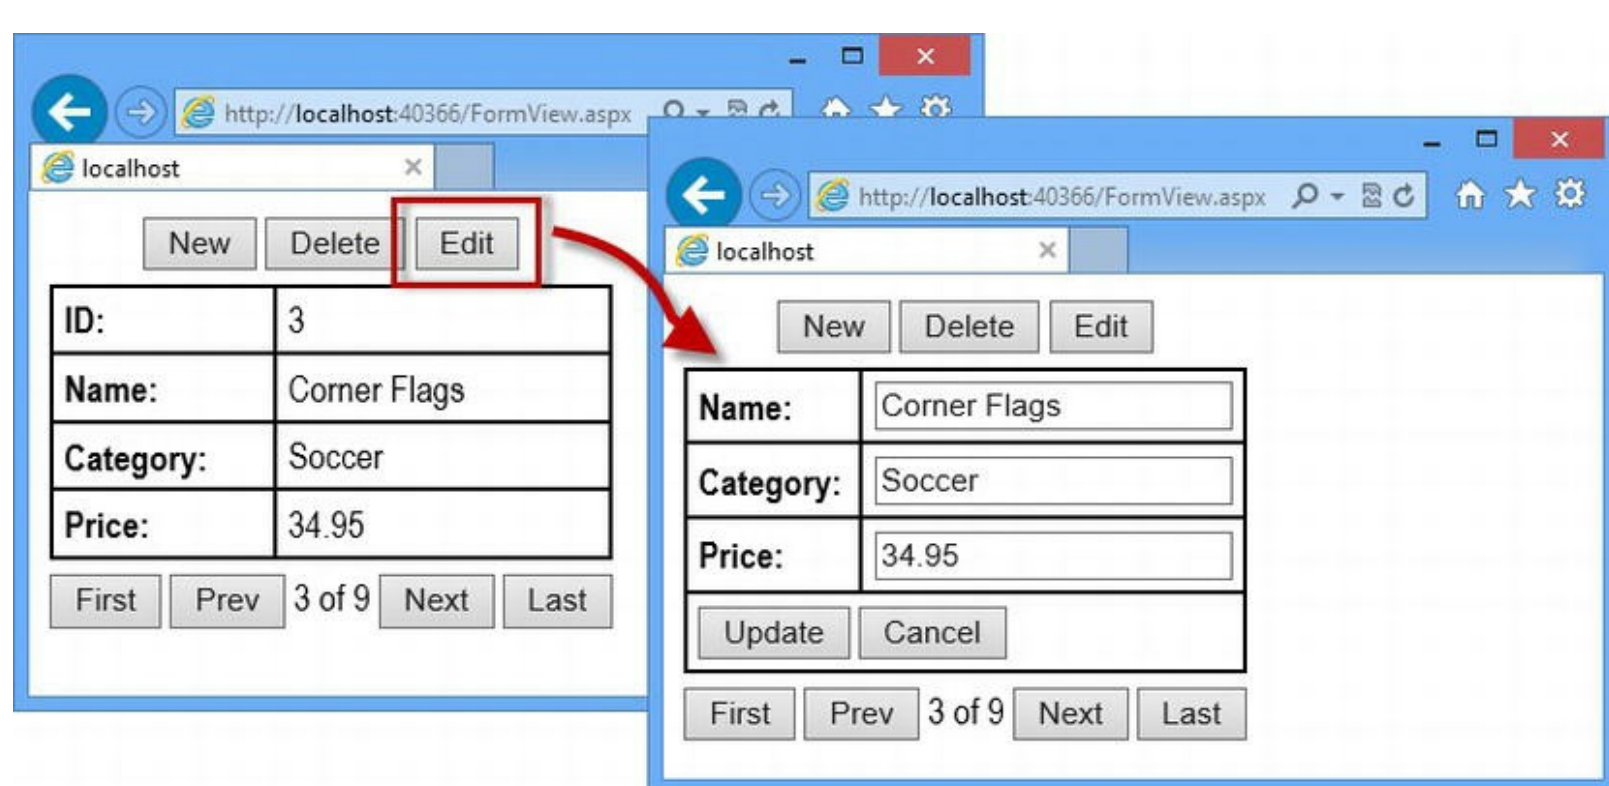 http://localhost:40366/FormView.aspx
localhost
New Delete Edit
ID: 3
Name: Corner Flags
Category: Soccer
Price: 34.95
First Prev 3 of 9 Next Last
http://localhost:40366/FormView.aspx
localhost
New Delete Edit
Name: Corner Flags
Category: Soccer
Price: 34.95
Update Cancel
First Prev 3 of 9 Next Last